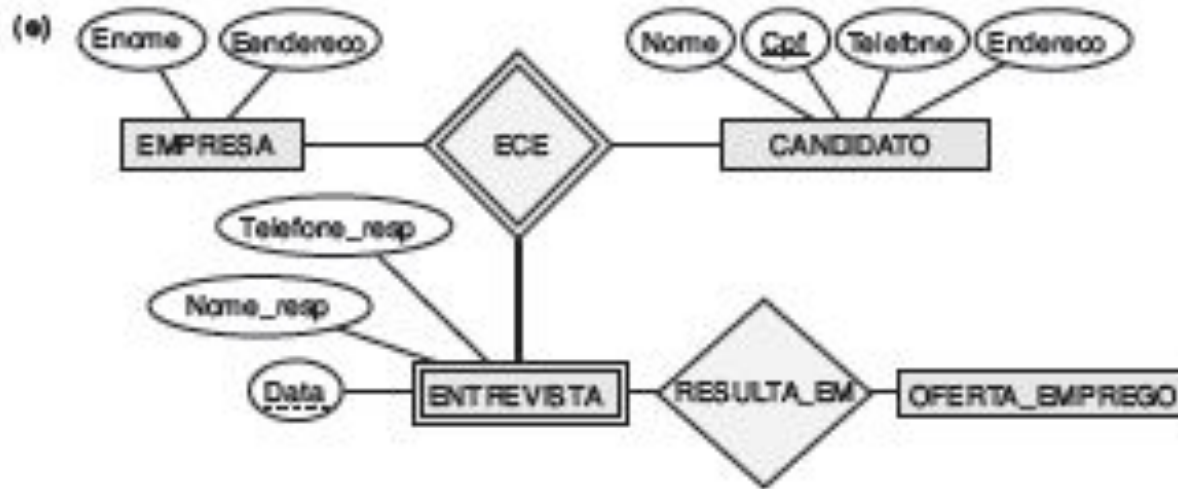 (e) Enome Eendereco Nome Cpf Telefone Endereco
EMPRESA ECE CANDIDATO
Telefone_resp
Nome_resp
Data ENTREVISTA RESULTA_EM OFERTA_EMPREGO